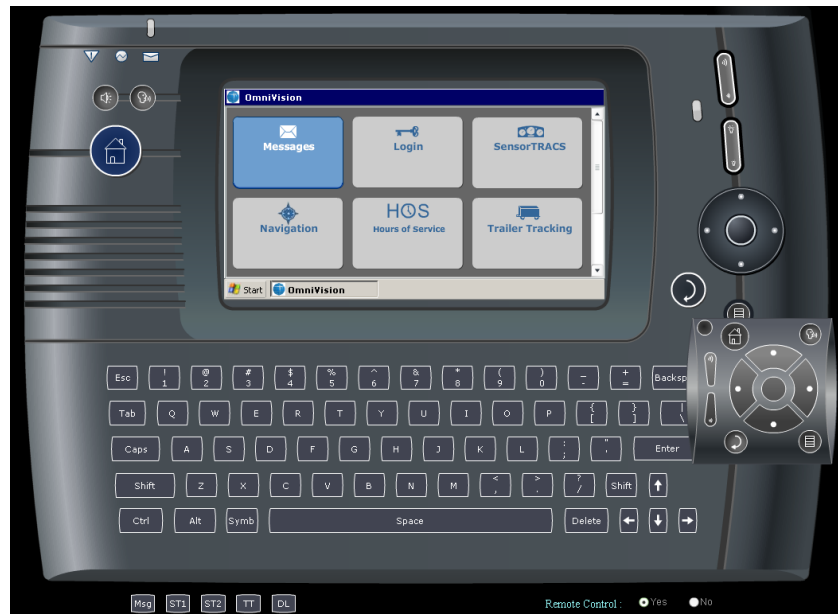 OmniVision
Messages
Login
SensorTRACS
Navigation
HOS
Hours of Service
Trailer Tracking
Start
OmniVision
Esc ! 1 @ 2 # 3 $ 4 % 5 ^ 6 & 7 * 8 ( 9 ) 0 _ - + = Backsp
Tab Q W E R T Y U I O P { [ } ] | \
Caps A S D F G H J K L : ; " ' Enter
Shift Z X C V B N M < , > . ? / Shift
Ctrl Alt Symb Space Delete
Msg ST1 ST2 TT DL
Remote Control : Yes No